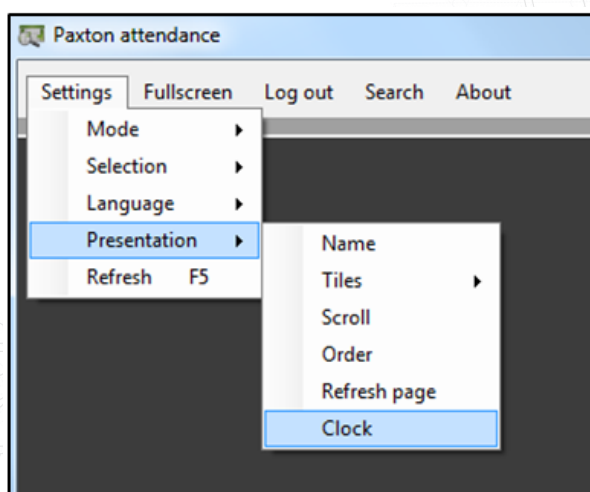 Paxton attendance
Settings Fullscreen Log out Search About
Mode
Selection
Language
Presentation
Refresh F5
Name
Tiles
Scroll
Order
Refresh page
Clock